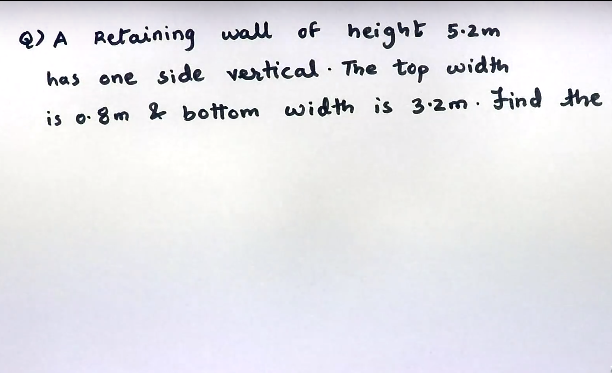 Q) A Retaining wall of height 5.2m
has one side vertical. The top width
is 0.8m & bottom width is 3.2m. Find the